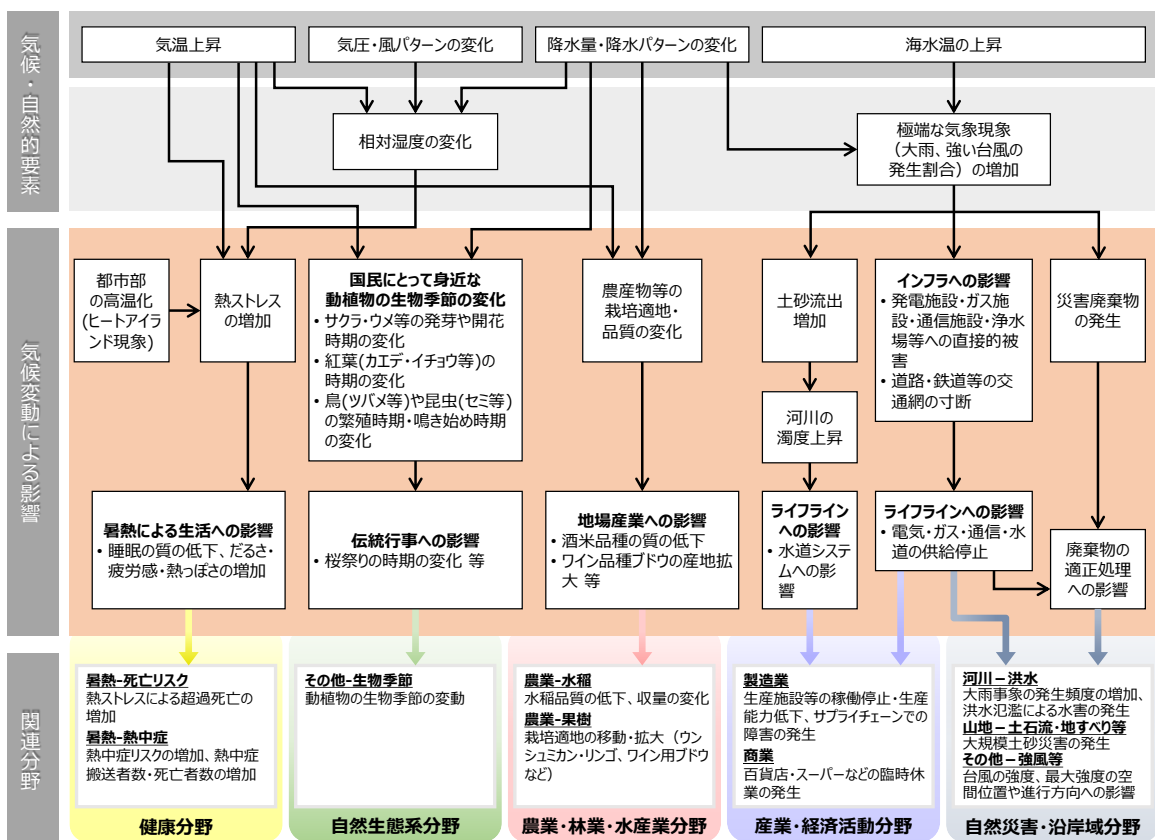 気候・自然的要素
気温上昇
気圧・風パターンの変化
降水量・降水パターンの変化
海水温の上昇
相対湿度の変化
極端な気象現象
（大雨、強い台風の
発生割合）の増加
気候変動による影響
都市部
の高温化
(ヒートアイラ
ンド現象)
熱ストレス
の増加
国民にとって身近な
動植物の生物季節の変化
• サクラ・ウメ等の発芽や開花
時期の変化
• 紅葉(カエデ・イチョウ等)の
時期の変化
• 鳥(ツバメ等)や昆虫(セミ等)
の繁殖時期・鳴き始め時期
の変化
農産物等の
栽培適地・
品質の変化
土砂流出
増加
河川の
濁度上昇
インフラへの影響
• 発電施設・ガス施
設・通信施設・浄水
場等への直接的被
害
• 道路・鉄道等の交
通網の寸断
災害廃棄物
の発生
暑熱による生活への影響
• 睡眠の質の低下、だるさ・
疲労感・熱っぽさの増加
伝統行事への影響
• 桜祭りの時期の変化 等
地場産業への影響
• 酒米品種の質の低下
• ワイン品種ブドウの産地拡
大 等
ライフライン
への影響
• 水道システ
ムへの影
響
ライフラインへの影響
• 電気・ガス・通信・水
道の供給停止
廃棄物の
適正処理
への影響
関連分野
暑熱-死亡リスク
熱ストレスによる超過死亡の
増加
暑熱-熱中症
熱中症リスクの増加、熱中症
搬送者数・死亡者数の増加
健康分野
その他-生物季節
動植物の生物季節の変動
自然生態系分野
農業-水稲
水稲品質の低下、収量の変化
農業-果樹
栽培適地の移動・拡大（ウン
シュミカン・リンゴ、ワイン用ブドウ
など）
農業・林業・水産業分野
製造業
生産施設等の稼働停止・生産
能力低下、サプライチェーンでの
障害の発生
商業
百貨店・スーパーなどの臨時休
業の発生
産業・経済活動分野
河川－洪水
大雨事象の発生頻度の増加、
洪水氾濫による水害の発生
山地－土石流・地すべり等
大規模土砂災害の発生
その他－強風等
台風の強度、最大強度の空
間位置や進行方向への影響
自然災害・沿岸域分野